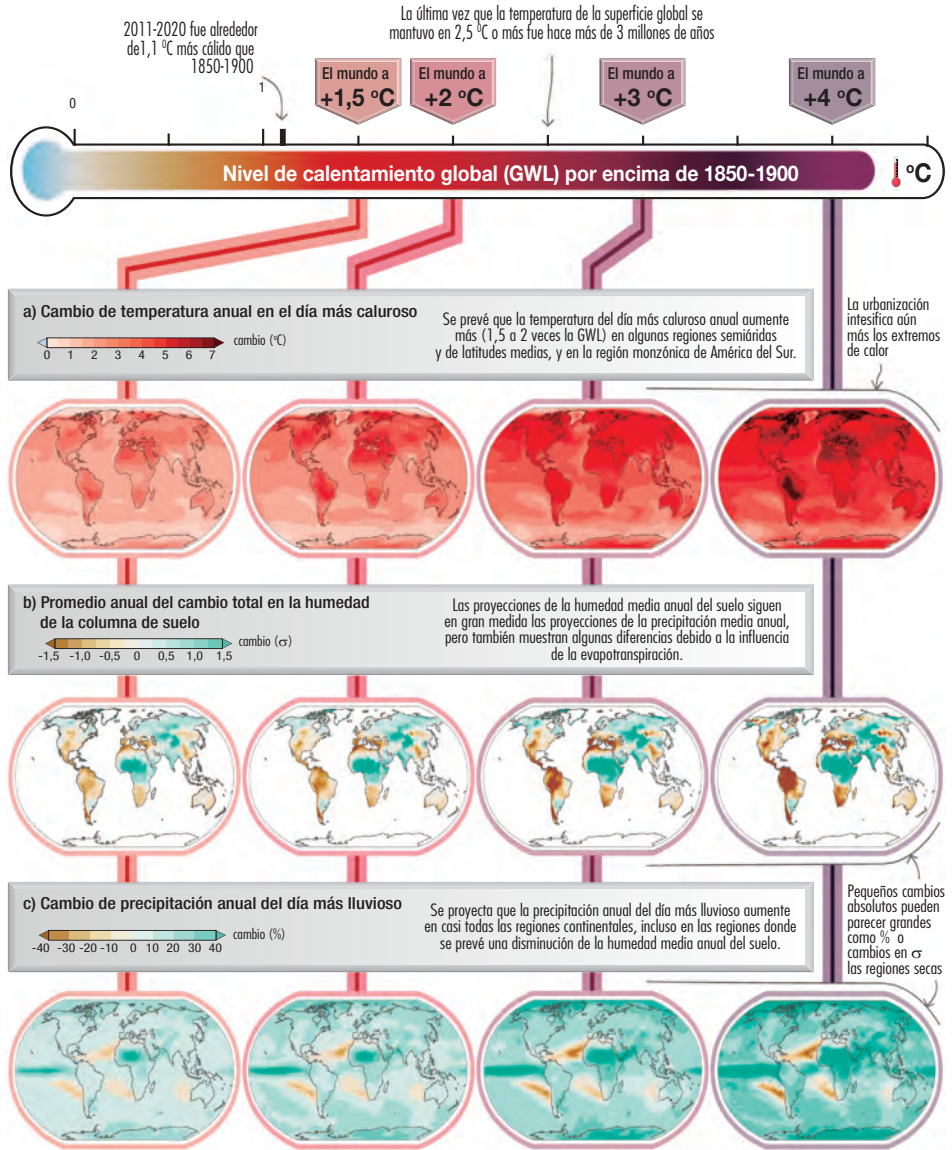 La última vez que la temperatura de la superficie global se
mantuvo en 2,5 ºC o más fue hace más de 3 millones de años
2011-2020 fue alrededor
de1,1 ºC más cálido que
1850-1900
El mundo a
+1,5 ºC
El mundo a
+2 ºC
El mundo a
+3 ºC
El mundo a
+4 ºC
0
1
Nivel de calentamiento global (GWL) por encima de 1850-1900
ºC
a) Cambio de temperatura anual en el día más caluroso
cambio (ºC)
0 1 2 3 4 5 6 7
Se prevé que la temperatura del día más caluroso anual aumente
más (1,5 a 2 veces la GWL) en algunas regiones semiáridas
y de latitudes medias, y en la región monzónica de América del Sur.
La urbanización
intesifica aún
más los extremos
de calor
b) Promedio anual del cambio total en la humedad
de la columna de suelo
cambio (σ)
-1,5 -1,0 -0,5 0 0,5 1,0 1,5
Las proyecciones de la humedad media anual del suelo siguen
en gran medida las proyecciones de la precipitación media anual,
pero también muestran algunas diferencias debido a la influencia
de la evapotranspiración.
c) Cambio de precipitación anual del día más lluvioso
cambio (%)
-40 -30 -20 -10 0 10 20 30 40
Se proyecta que la precipitación anual del día más lluvioso aumente
en casi todas las regiones continentales, incluso en las regiones donde
se prevé una disminución de la humedad media anual del suelo.
Pequeños cambios
absolutos pueden
parecer grandes
como % o
cambios en σ
las regiones secas